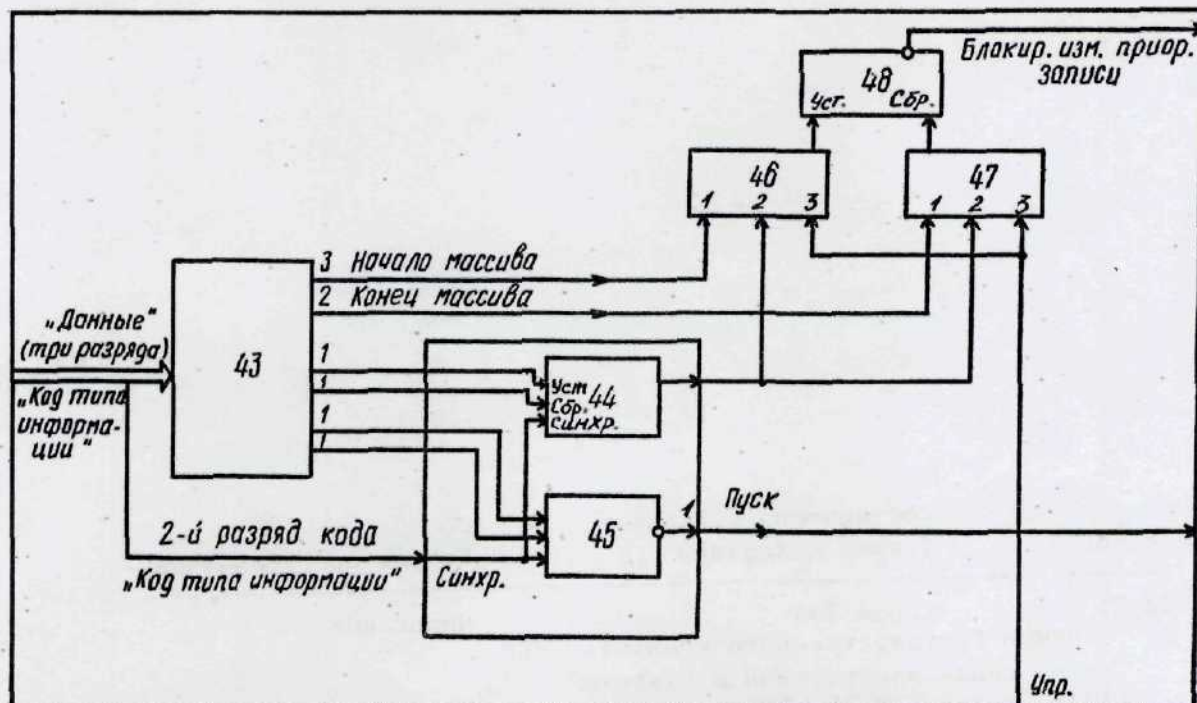 Блакир. изм. приор.
записи
48
Уст. Сбр.
46
1 2 3
47
1 2 3
3 Начало массива
2 Конец массива
„Данные“
(три разряда)
„Код типа
информа-
ции“
43
1
1
1
1
Уст
Сбр.
Синхр.
44
45
1
Пуск
2-й разряд кода
„Код типа информации“
Синхр.
Упр.